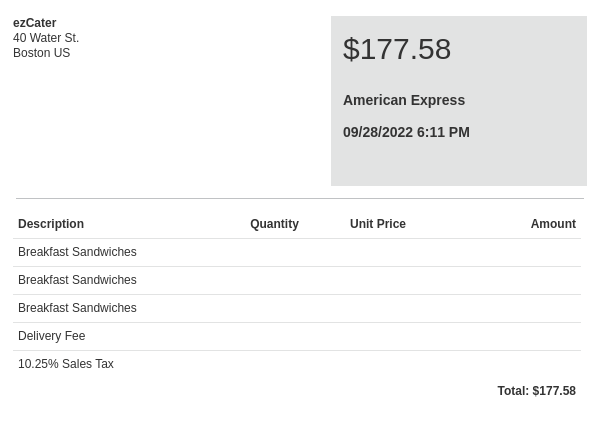 ezCater
40 Water St.
Boston US
$177.58
American Express
09/28/2022 6:11 PM
Description Quantity Unit Price Amount
Breakfast Sandwiches
Breakfast Sandwiches
Breakfast Sandwiches
Delivery Fee
10.25% Sales Tax
Total: $177.58